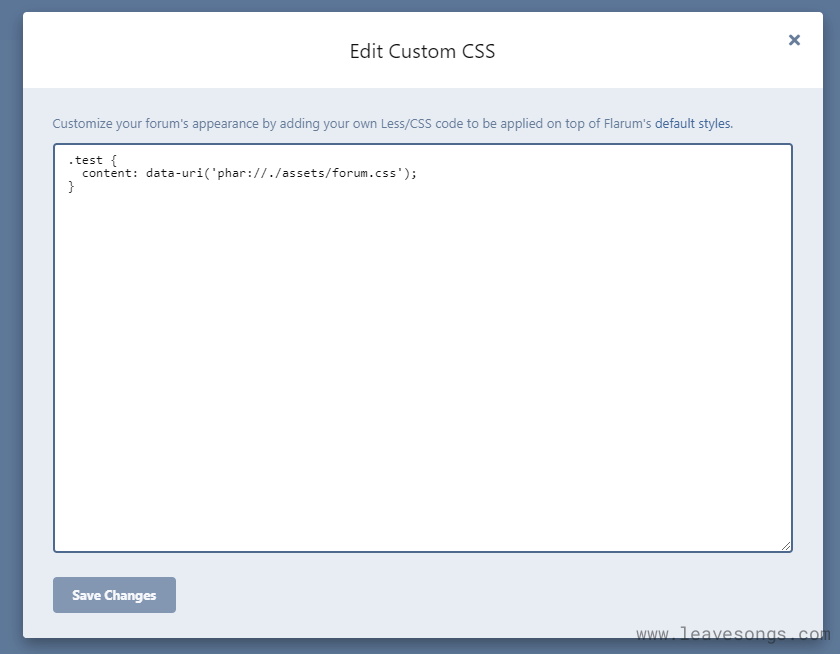 Edit Custom CSS
×
Customize your forum's appearance by adding your own Less/CSS code to be applied on top of Flarum's default styles.
.test {
  content: data-uri('phar://./assets/forum.css');
}
Save Changes
www.leavesongs.com